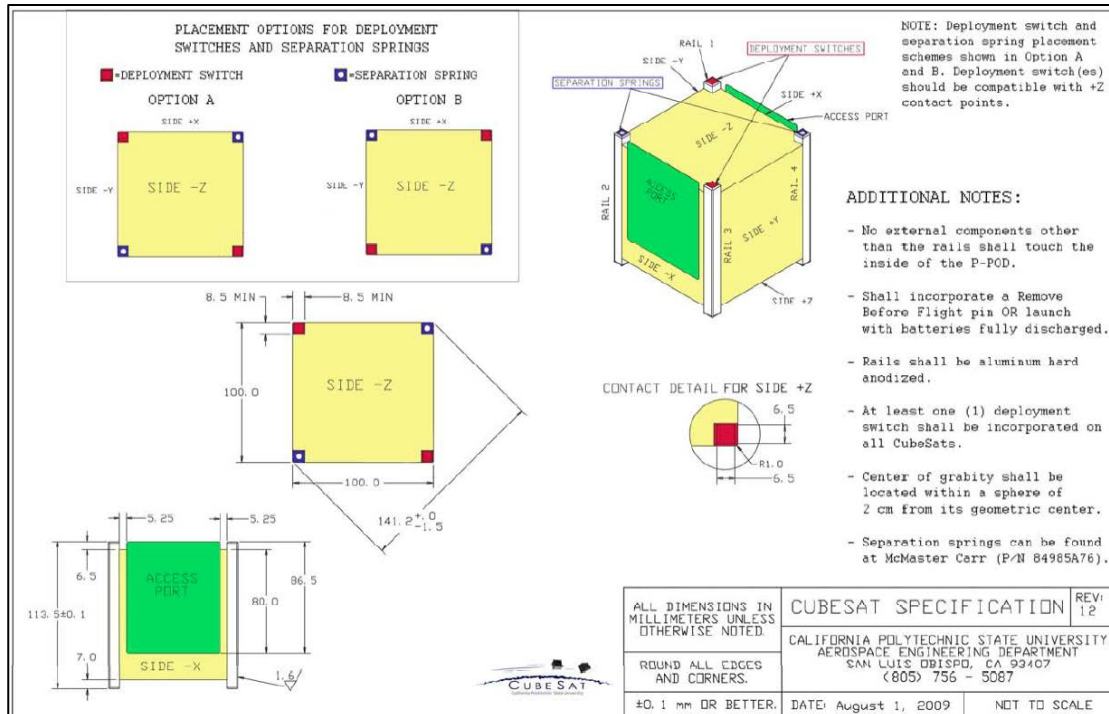 PLACEMENT OPTIONS FOR DEPLOYMENT
SWITCHES AND SEPARATION SPRINGS
=DEPLOYMENT SWITCH
=SEPARATION SPRING
OPTION A
OPTION B
SIDE +X
SIDE -Y
SIDE -Z
SIDE +X
SIDE -Y
SIDE -Z
RAIL 1
DEPLOYMENT SWITCHES
SIDE -Y
SEPARATION SPRINGS
SIDE +X
ACCESS PORT
SIDE -Z
RAIL 2
ACCESS
PORT
RAIL 3
RAIL 4
SIDE +Y
SIDE -X
SIDE +Z
NOTE: Deployment switch and
separation spring placement
schemes shown in Option A
and B. Deployment switch(es)
should be compatible with +Z
contact points.
ADDITIONAL NOTES:
- No external components other
than the rails shall touch the
inside of the P-POD.
- Shall incorporate a Remove
Before Flight pin OR launch
with batteries fully discharged.
- Rails shall be aluminum hard
anodized.
- At least one (1) deployment
switch shall be incorporated on
all CubeSats.
- Center of grabity shall be
located within a sphere of
2 cm from its geometric center.
- Separation springs can be found
at McMaster Carr (P/N 84985A76).
8.5 MIN
8.5 MIN
SIDE -Z
100.0
100.0
141.2 +.0 -1.5
CONTACT DETAIL FOR SIDE +Z
6.5
R1.0
6.5
5.25
5.25
6.5
ACCESS
PORT
86.5
80.0
113.5±0.1
7.0
SIDE -X
1.6
CUBESAT
ALL DIMENSIONS IN
MILLIMETERS UNLESS
OTHERWISE NOTED.
ROUND ALL EDGES
AND CORNERS.
±0.1 mm OR BETTER.
CUBESAT SPECIFICATION
REV:
12
CALIFORNIA POLYTECHNIC STATE UNIVERSITY
AEROSPACE ENGINEERING DEPARTMENT
SAN LUIS OBISPO, CA 93407
(805) 756 - 5087
DATE: August 1, 2009
NOT TO SCALE